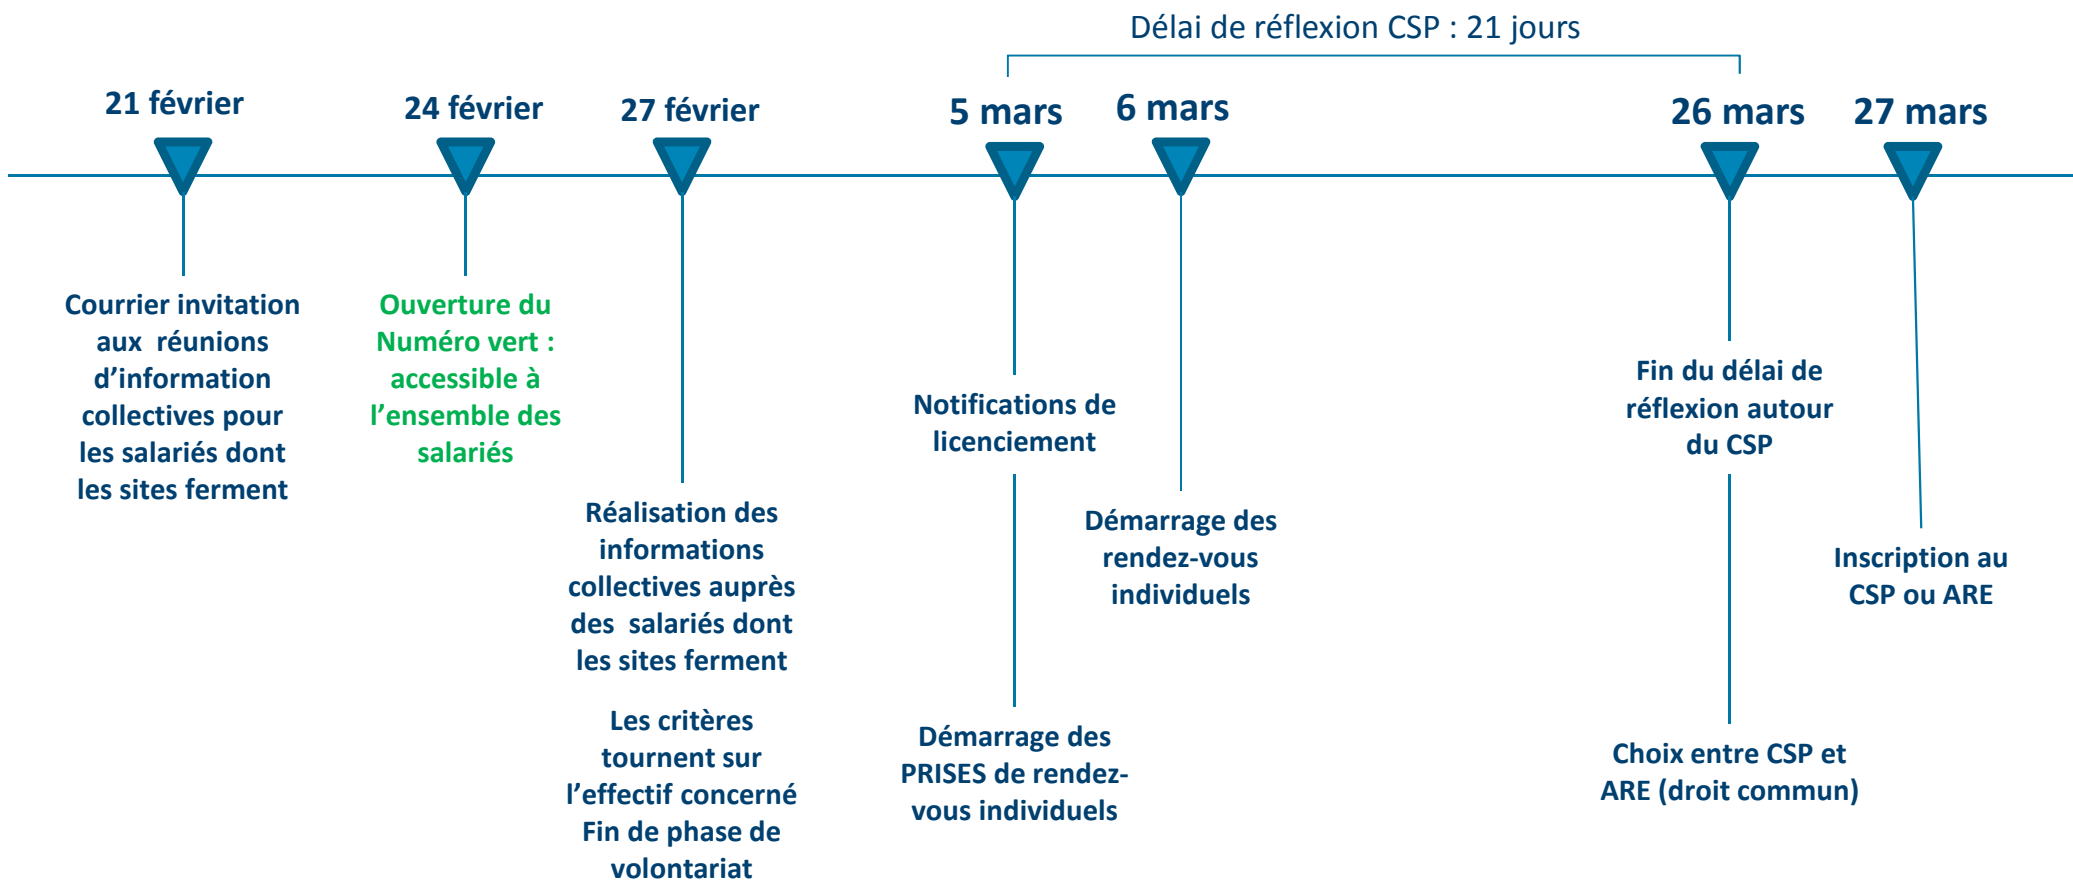 Délai de réflexion CSP : 21 jours
21 février
24 février
27 février
5 mars
6 mars
26 mars
27 mars
Courrier invitation
aux réunions
d’information
collectives pour
les salariés dont
les sites ferment
Ouverture du
Numéro vert :
accessible à
l’ensemble des
salariés
Réalisation des
informations
collectives auprès
des salariés dont
les sites ferment
Les critères
tournent sur
l’effectif concerné
Fin de phase de
volontariat
Notifications de
licenciement
Démarrage des
PRISES de rendez-
vous individuels
Démarrage des
rendez-vous
individuels
Fin du délai de
réflexion autour
du CSP
Choix entre CSP et
ARE (droit commun)
Inscription au
CSP ou ARE